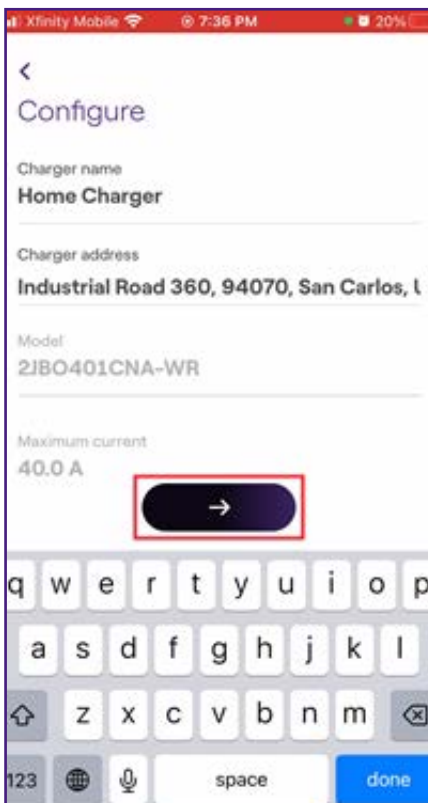 Xfinity Mobile 7:36 PM 20%
Configure
Charger name
Home Charger
Charger address
Industrial Road 360, 94070, San Carlos, U
Model
2JBO401CNA-WR
Maximum current
40.0 A
→
q w e r t y u i o p
a s d f g h j k l
z x c v b n m
123 space done